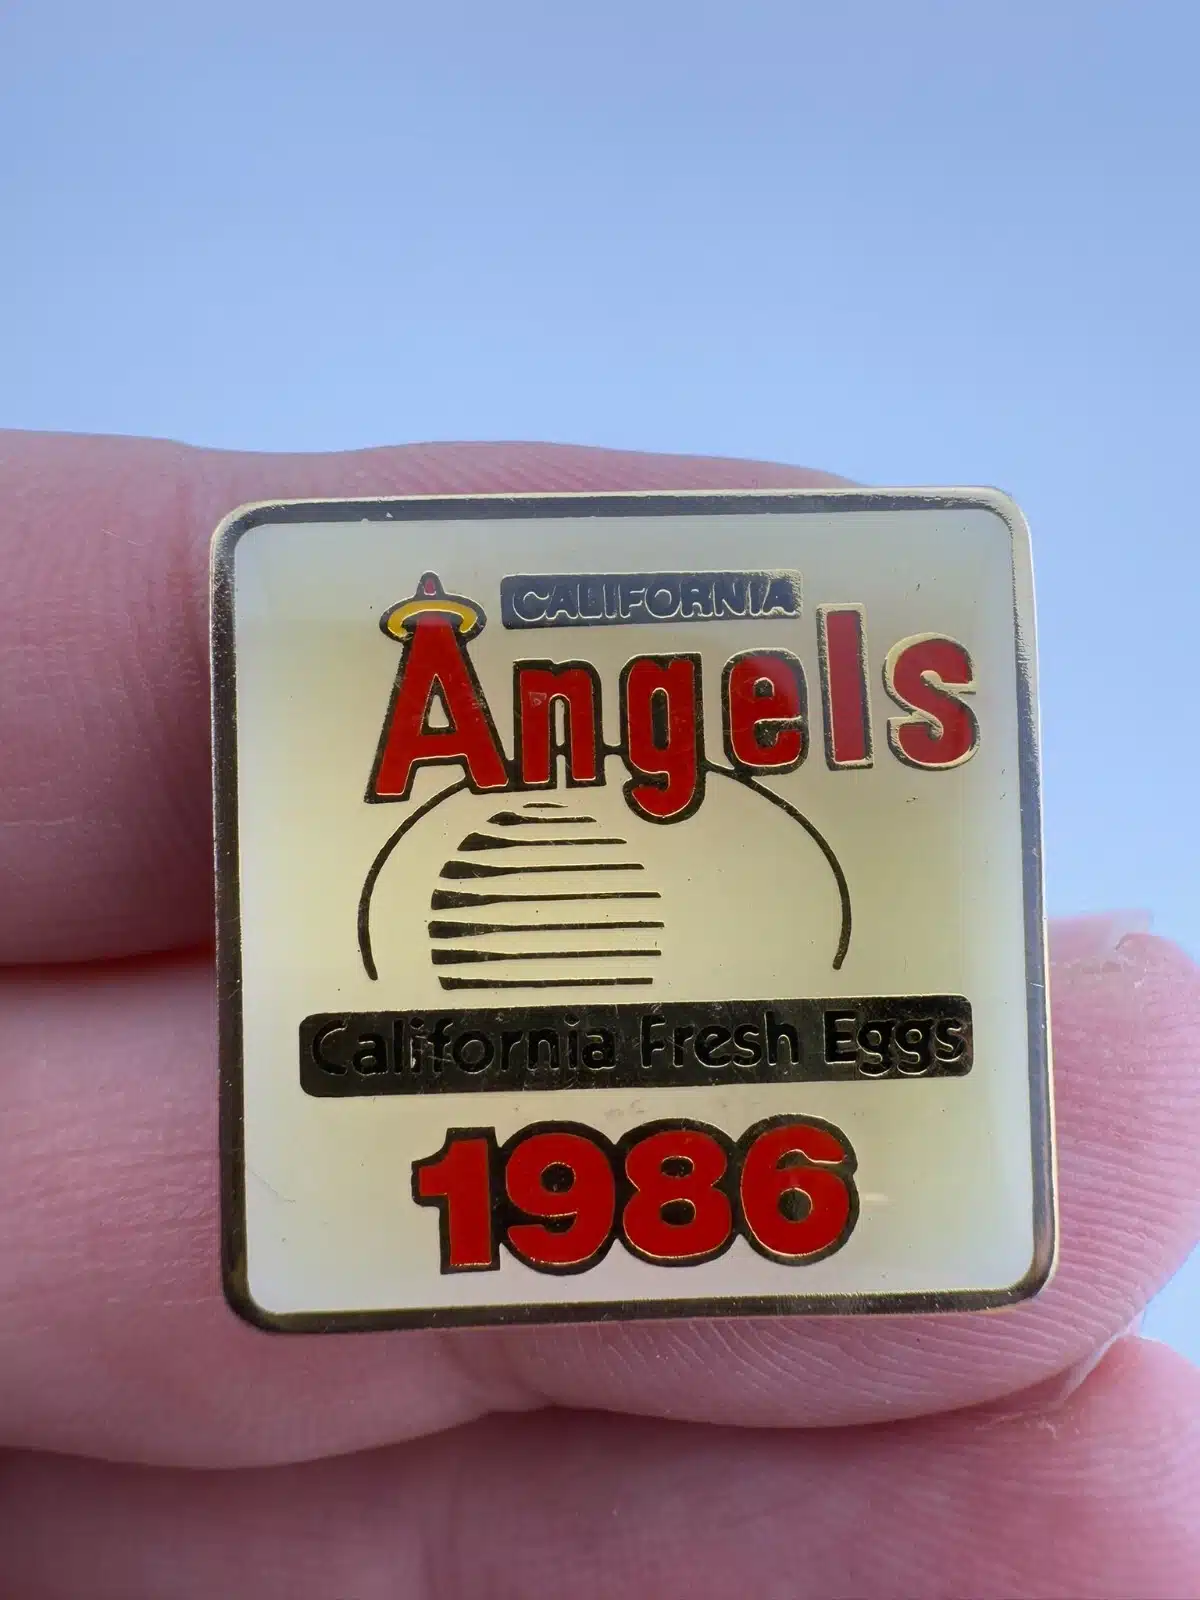 CALIFORNIA
Angels
California Fresh Eggs
1986